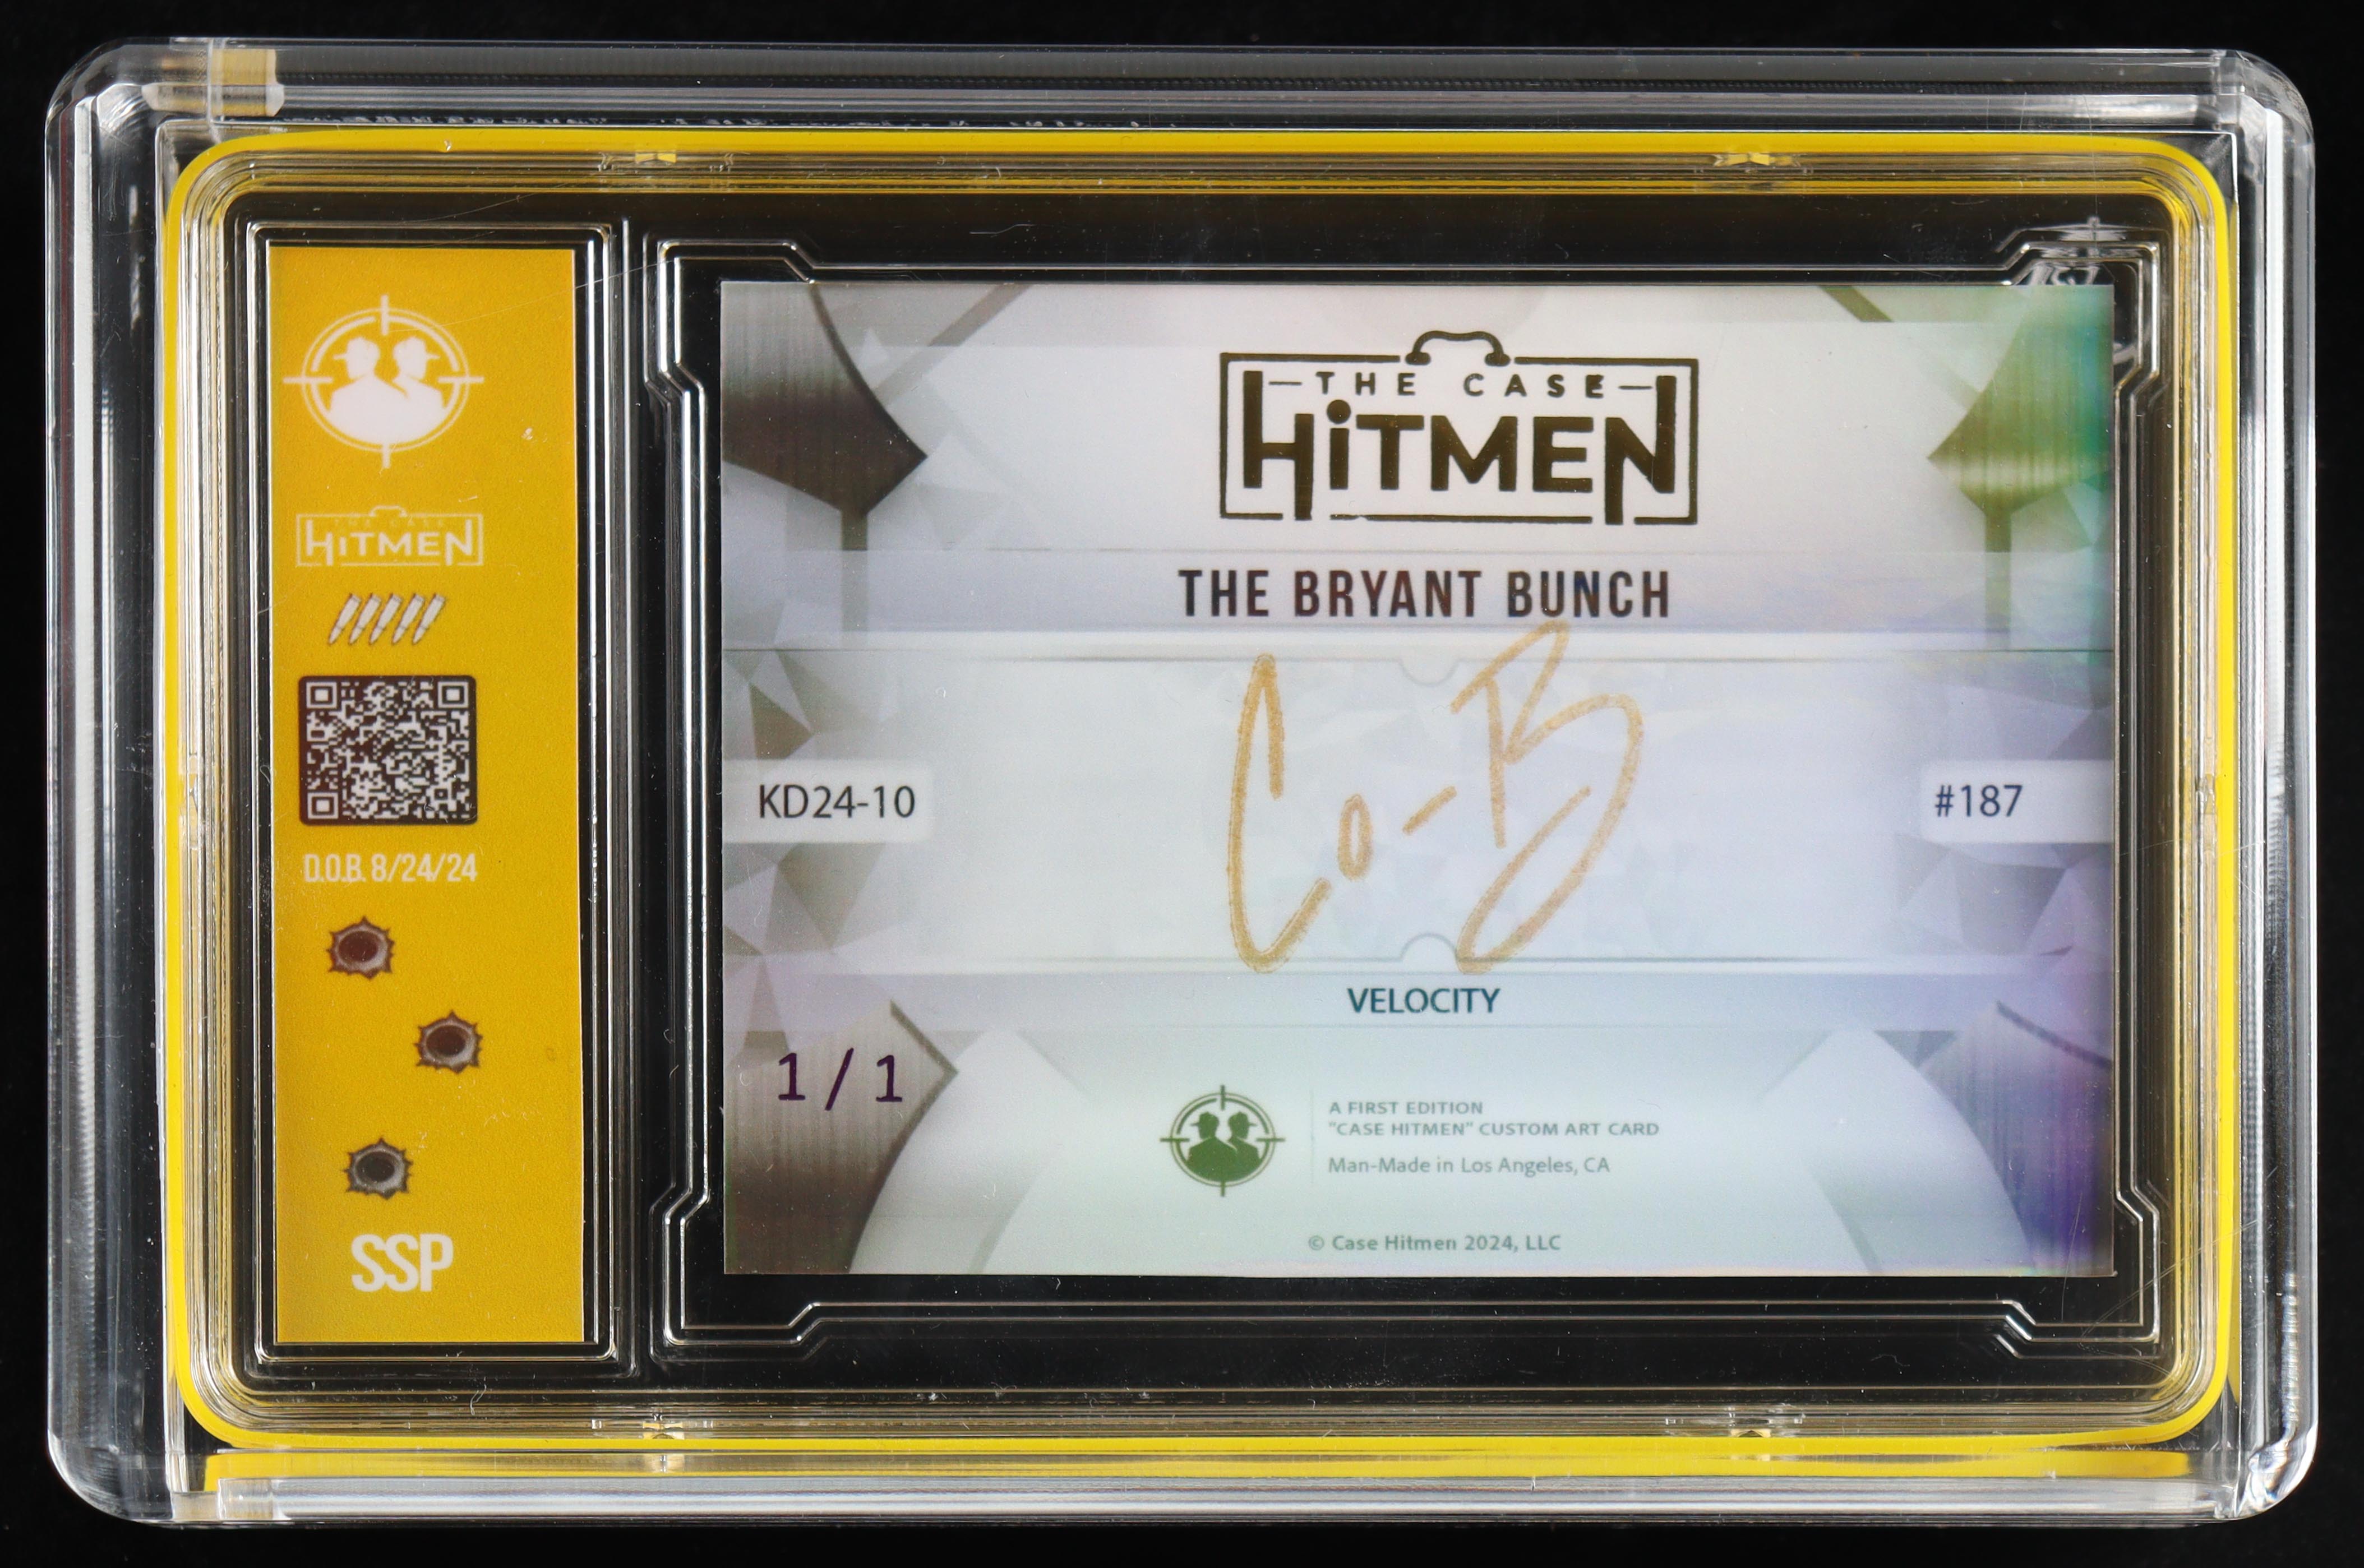 THE CASE
HiTMEN
D.O.B. 8/24/24
SSP
THE CASE
HiTMEN
THE BRYANT BUNCH
Co-B
KD24-10
#187
VELOCITY
1/1
A FIRST EDITION
"CASE HITMEN" CUSTOM ART CARD
Man-Made in Los Angeles, CA
© Case Hitmen 2024, LLC